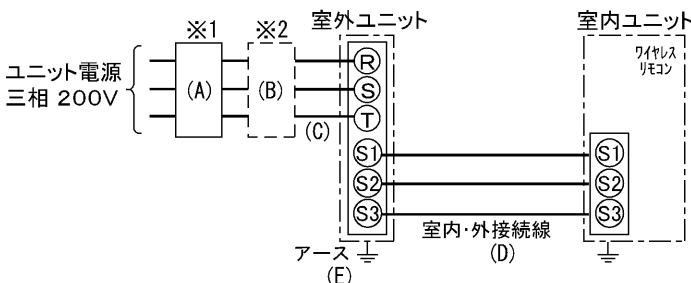 ※1
※2
室外ユニット
室内ユニット
ユニット電源
三相 200V
(A)
(B)
(C)
R
S
T
ワイヤレス
リモコン
S1
S2
S3
S1
S2
S3
室内・外接続線
(D)
アース
(E)